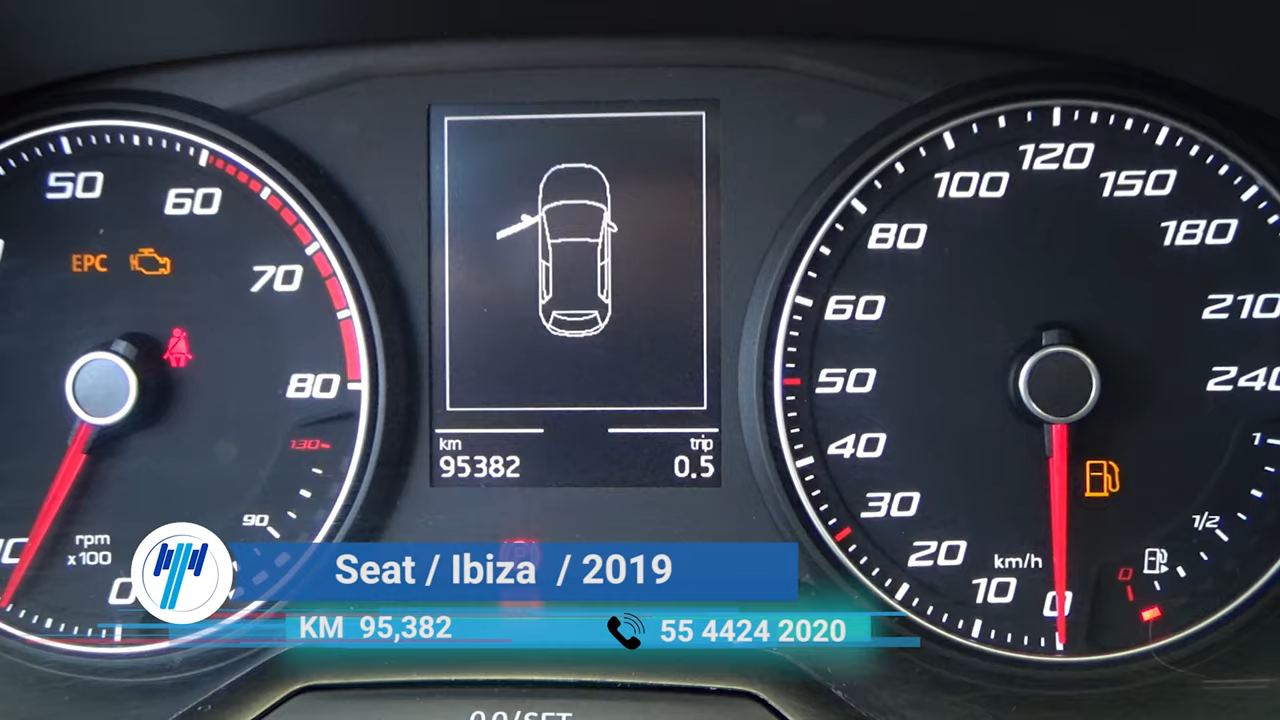 50
60
70
80
EPC
130
90
rpm
x100
0
km
95382
trip
0.5
120
100
150
80
180
60
210
50
240
40
30
20
10
0
km/h
1
1/2
0
Seat / Ibiza / 2019
KM 95,382
55 4424 2020